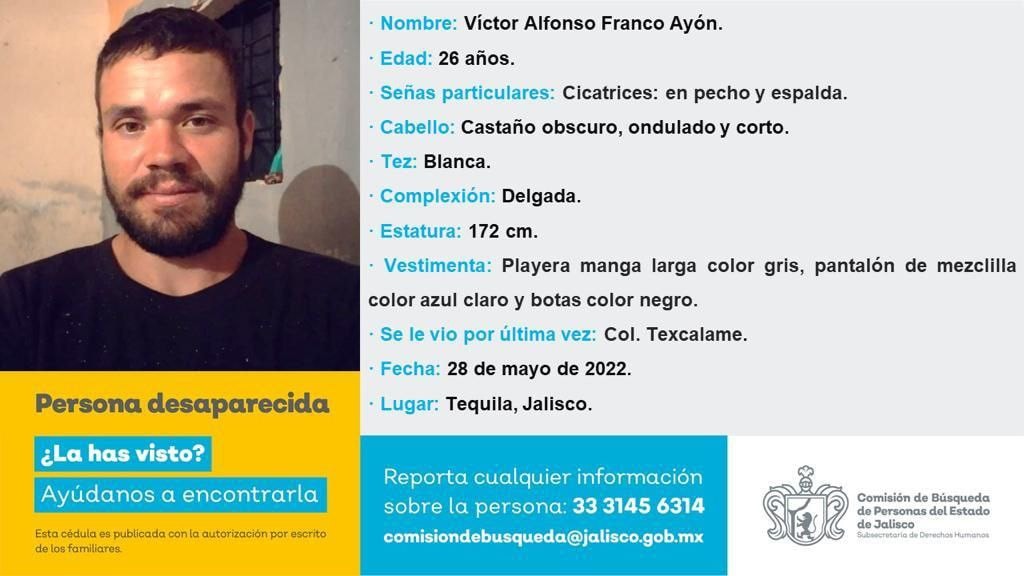 · Nombre: Víctor Alfonso Franco Ayón.
· Edad: 26 años.
· Señas particulares: Cicatrices: en pecho y espalda.
· Cabello: Castaño obscuro, ondulado y corto.
· Tez: Blanca.
· Complexión: Delgada.
· Estatura: 172 cm.
· Vestimenta: Playera manga larga color gris, pantalón de mezclilla
color azul claro y botas color negro.
· Se le vio por última vez: Col. Texcalame.
· Fecha: 28 de mayo de 2022.
· Lugar: Tequila, Jalisco.
Persona desaparecida
¿La has visto?
Ayúdanos a encontrarla
Esta cédula es publicada con la autorización por escrito
de los familiares.
Reporta cualquier información
sobre la persona: 33 3145 6314
comisiondebusqueda@jalisco.gob.mx
Comisión de Búsqueda
de Personas del Estado
de Jalisco
Subsecretaría de Derechos Humanos